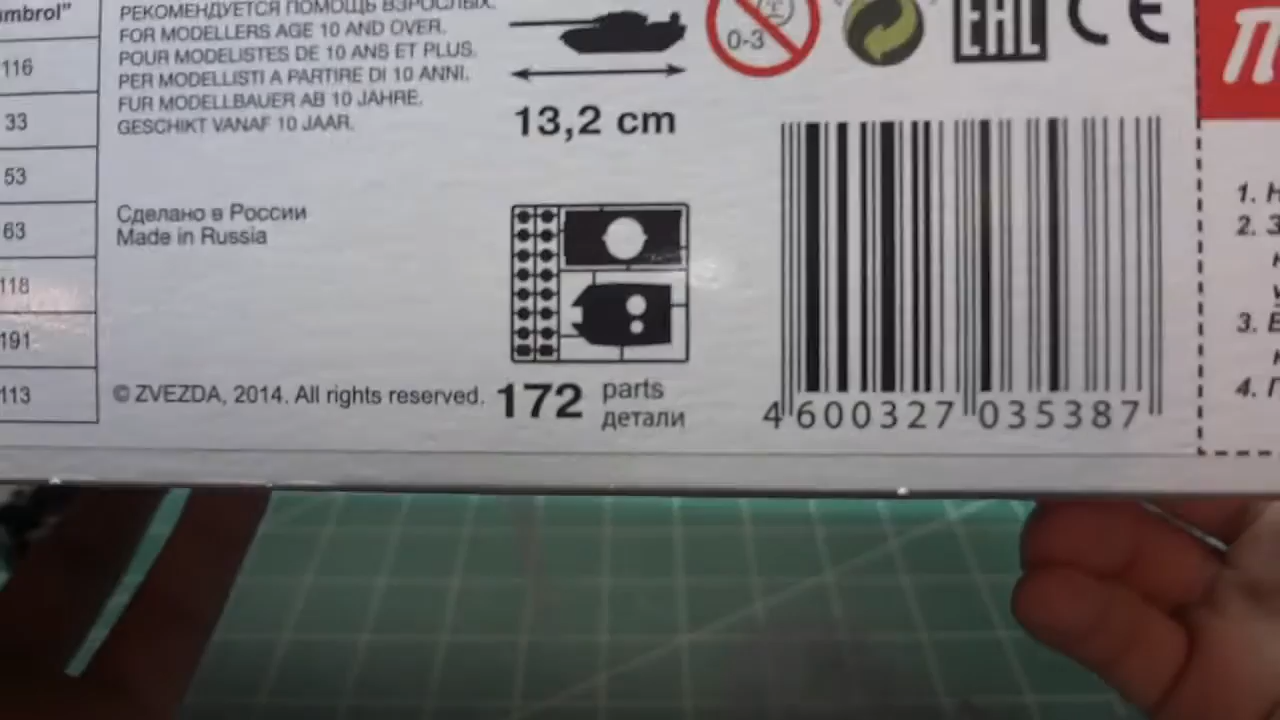 umbrol"
116
33
53
63
118
191
113
РЕКОМЕНДУЕТСЯ ПОМОЩЬ ВЗРОСЛЫХ.
FOR MODELLERS AGE 10 AND OVER.
POUR MODELISTES DE 10 ANS ET PLUS.
PER MODELLISTI A PARTIRE DI 10 ANNI.
FUR MODELLBAUER AB 10 JAHRE.
GESCHIKT VANAF 10 JAAR.
Сделано в России
Made in Russia
© ZVEZDA, 2014. All rights reserved.
13,2 cm
172 parts
детали
0-3
EAC
CE
4 600327 035387
1. Н
2. З
3. В
4. П